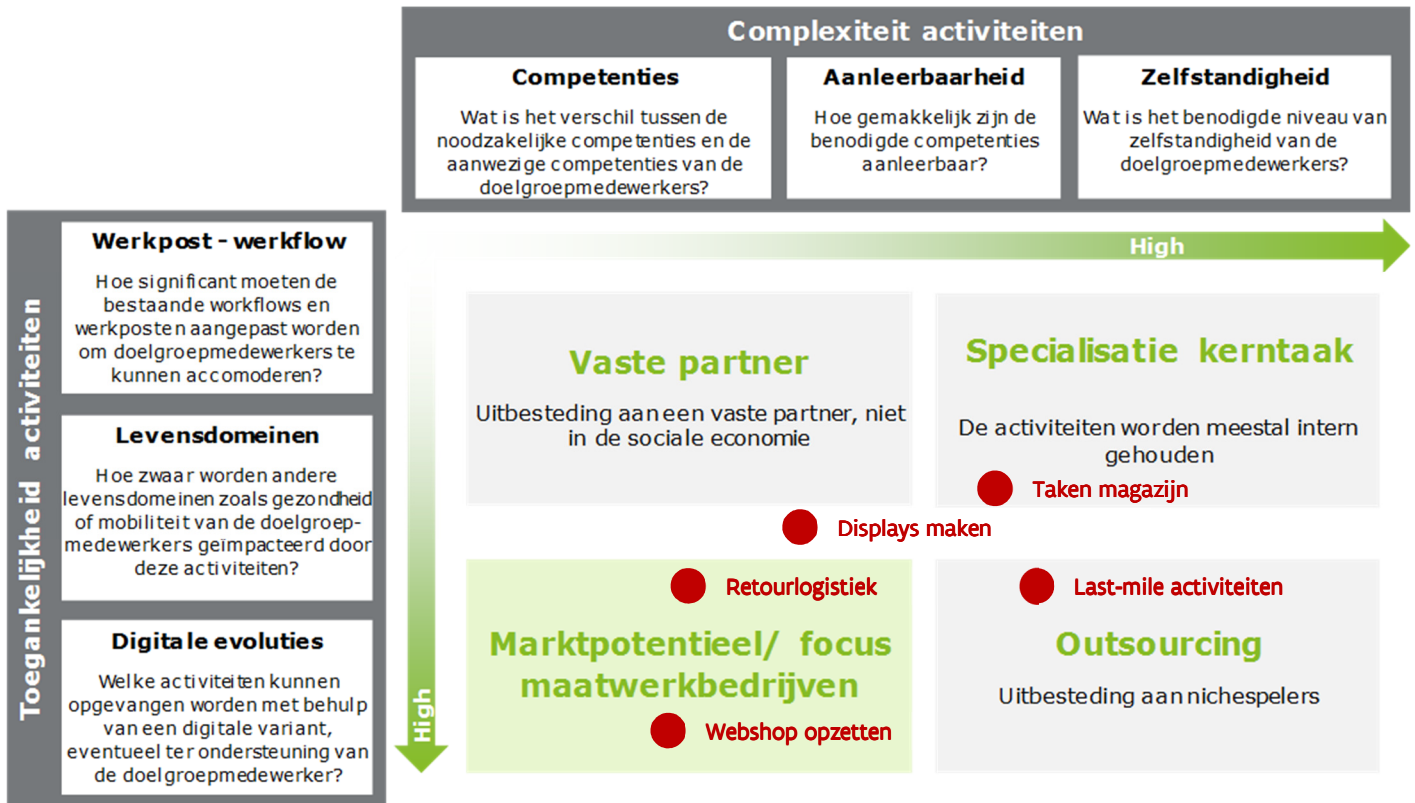 Complexiteit activiteiten
Competenties
Wat is het verschil tussen de
noodzakelijke competenties en de
aanwezige competenties van de
doelgroepmedewerkers?
Aanleerbaarheid
Hoe gemakkelijk zijn de
benodigde competenties
aanleerbaar?
Zelfstandigheid
Wat is het benodigde niveau van
zelfstandigheid van de
doelgroepmedewerkers?
Toegankelijkheid activiteiten
Werkpost - werkflow
Hoe significant moeten de
bestaande workflows en
werkposten aangepast worden
om doelgroepmedewerkers te
kunnen accomoderen?
Levensdomeinen
Hoe zwaar worden andere
levensdomeinen zoals gezondheid
of mobiliteit van de doelgroep-
medewerkers geïmpacteerd door
deze activiteiten?
Digitale evoluties
Welke activiteiten kunnen
opgevangen worden met behulp
van een digitale variant,
eventueel ter ondersteuning van
de doelgroepmedewerker?
High
High
Vaste partner
Uitbesteding aan een vaste partner, niet
in de sociale economie
Specialisatie kerntaak
De activiteiten worden meestal intern
gehouden
Taken magazijn
Displays maken
Retourlogistiek
Marktpotentieel/ focus
maatwerkbedrijven
Webshop opzetten
Last-mile activiteiten
Outsourcing
Uitbesteding aan nichespelers